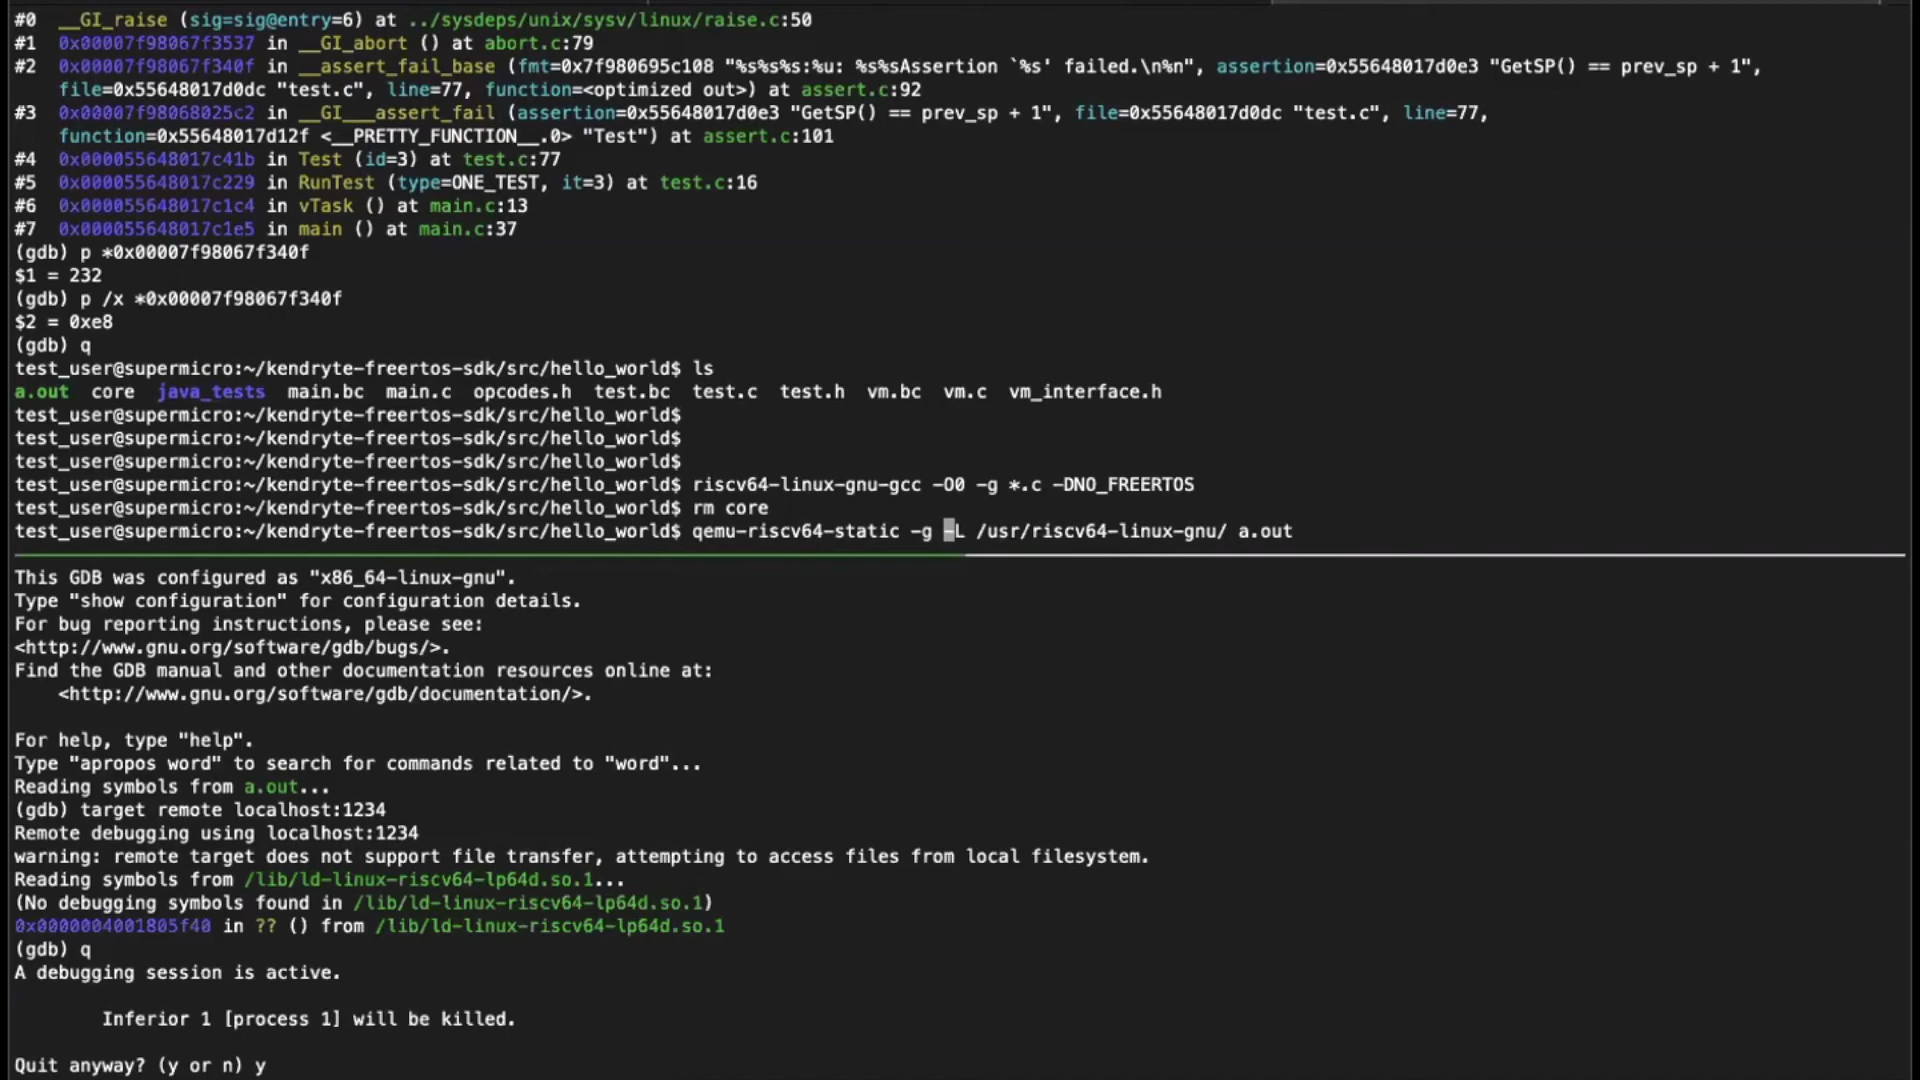 #0  __GI_raise (sig=sig@entry=6) at ../sysdeps/unix/sysv/linux/raise.c:50
#1  0x00007f98067f3537 in __GI_abort () at abort.c:79
#2  0x00007f98067f340f in __assert_fail_base (fmt=0x7f980695c108 "%s%s%s:%u: %s%sAssertion `%s' failed.\n%n", assertion=0x55648017d0e3 "GetSP() == prev_sp + 1",
    file=0x55648017d0dc "test.c", line=77, function=<optimized out>) at assert.c:92
#3  0x00007f98068025c2 in __GI___assert_fail (assertion=0x55648017d0e3 "GetSP() == prev_sp + 1", file=0x55648017d0dc "test.c", line=77,
    function=0x55648017d12f <__PRETTY_FUNCTION__.0> "Test") at assert.c:101
#4  0x000055648017c41b in Test (id=3) at test.c:77
#5  0x000055648017c229 in RunTest (type=ONE_TEST, it=3) at test.c:16
#6  0x000055648017c1c4 in vTask () at main.c:13
#7  0x000055648017c1e5 in main () at main.c:37
(gdb) p *0x00007f98067f340f
$1 = 232
(gdb) p /x *0x00007f98067f340f
$2 = 0xe8
(gdb) q
test_user@supermicro:~/kendryte-freertos-sdk/src/hello_world$ ls
a.out  core  java_tests  main.bc  main.c  opcodes.h  test.bc  test.c  test.h  vm.bc  vm.c  vm_interface.h
test_user@supermicro:~/kendryte-freertos-sdk/src/hello_world$
test_user@supermicro:~/kendryte-freertos-sdk/src/hello_world$
test_user@supermicro:~/kendryte-freertos-sdk/src/hello_world$
test_user@supermicro:~/kendryte-freertos-sdk/src/hello_world$ riscv64-linux-gnu-gcc -O0 -g *.c -DNO_FREERTOS
test_user@supermicro:~/kendryte-freertos-sdk/src/hello_world$ rm core
test_user@supermicro:~/kendryte-freertos-sdk/src/hello_world$ qemu-riscv64-static -g -L /usr/riscv64-linux-gnu/ a.out
This GDB was configured as "x86_64-linux-gnu".
Type "show configuration" for configuration details.
For bug reporting instructions, please see:
<http://www.gnu.org/software/gdb/bugs/>.
Find the GDB manual and other documentation resources online at:
    <http://www.gnu.org/software/gdb/documentation/>.
For help, type "help".
Type "apropos word" to search for commands related to "word"...
Reading symbols from a.out...
(gdb) target remote localhost:1234
Remote debugging using localhost:1234
warning: remote target does not support file transfer, attempting to access files from local filesystem.
Reading symbols from /lib/ld-linux-riscv64-lp64d.so.1...
(No debugging symbols found in /lib/ld-linux-riscv64-lp64d.so.1)
0x0000004001805f40 in ?? () from /lib/ld-linux-riscv64-lp64d.so.1
(gdb) q
A debugging session is active.
        Inferior 1 [process 1] will be killed.
Quit anyway? (y or n) y